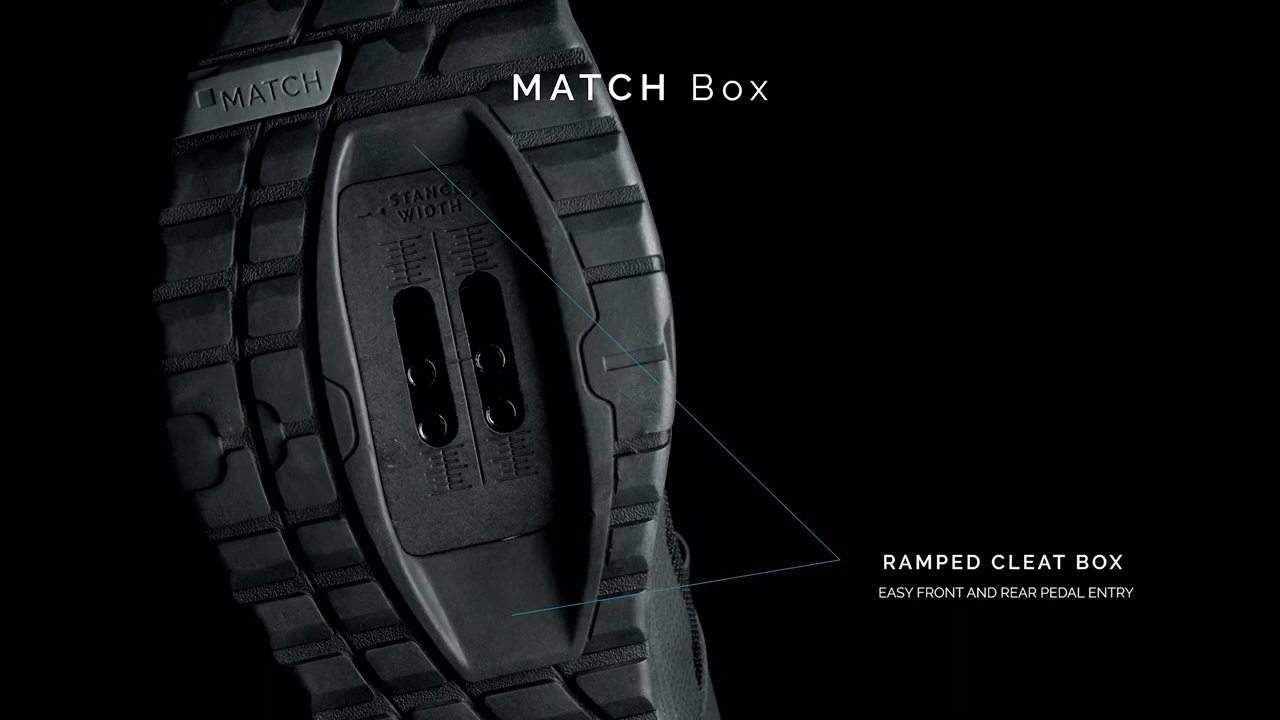 MATCH Box
MATCH
STANCE
WIDTH
RAMPED CLEAT BOX
EASY FRONT AND REAR PEDAL ENTRY